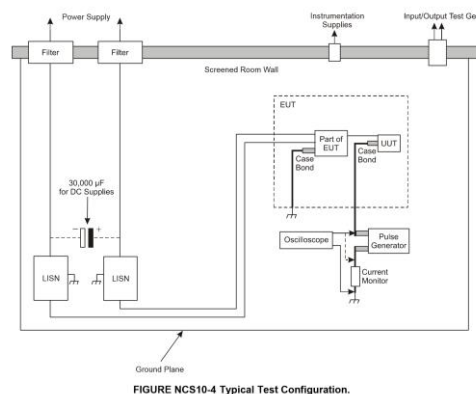 Power Supply
Instrumentation
Supplies
Input/Output Test Ge
Filter
Filter
Screened Room Wall
EUT
Part of
EUT
UUT
Case
Bond
Case
Bond
30,000 µF
for DC Supplies
− +
Oscilloscope
Pulse
Generator
LISN
LISN
Current
Monitor
Ground Plane
FIGURE NCS10-4 Typical Test Configuration.